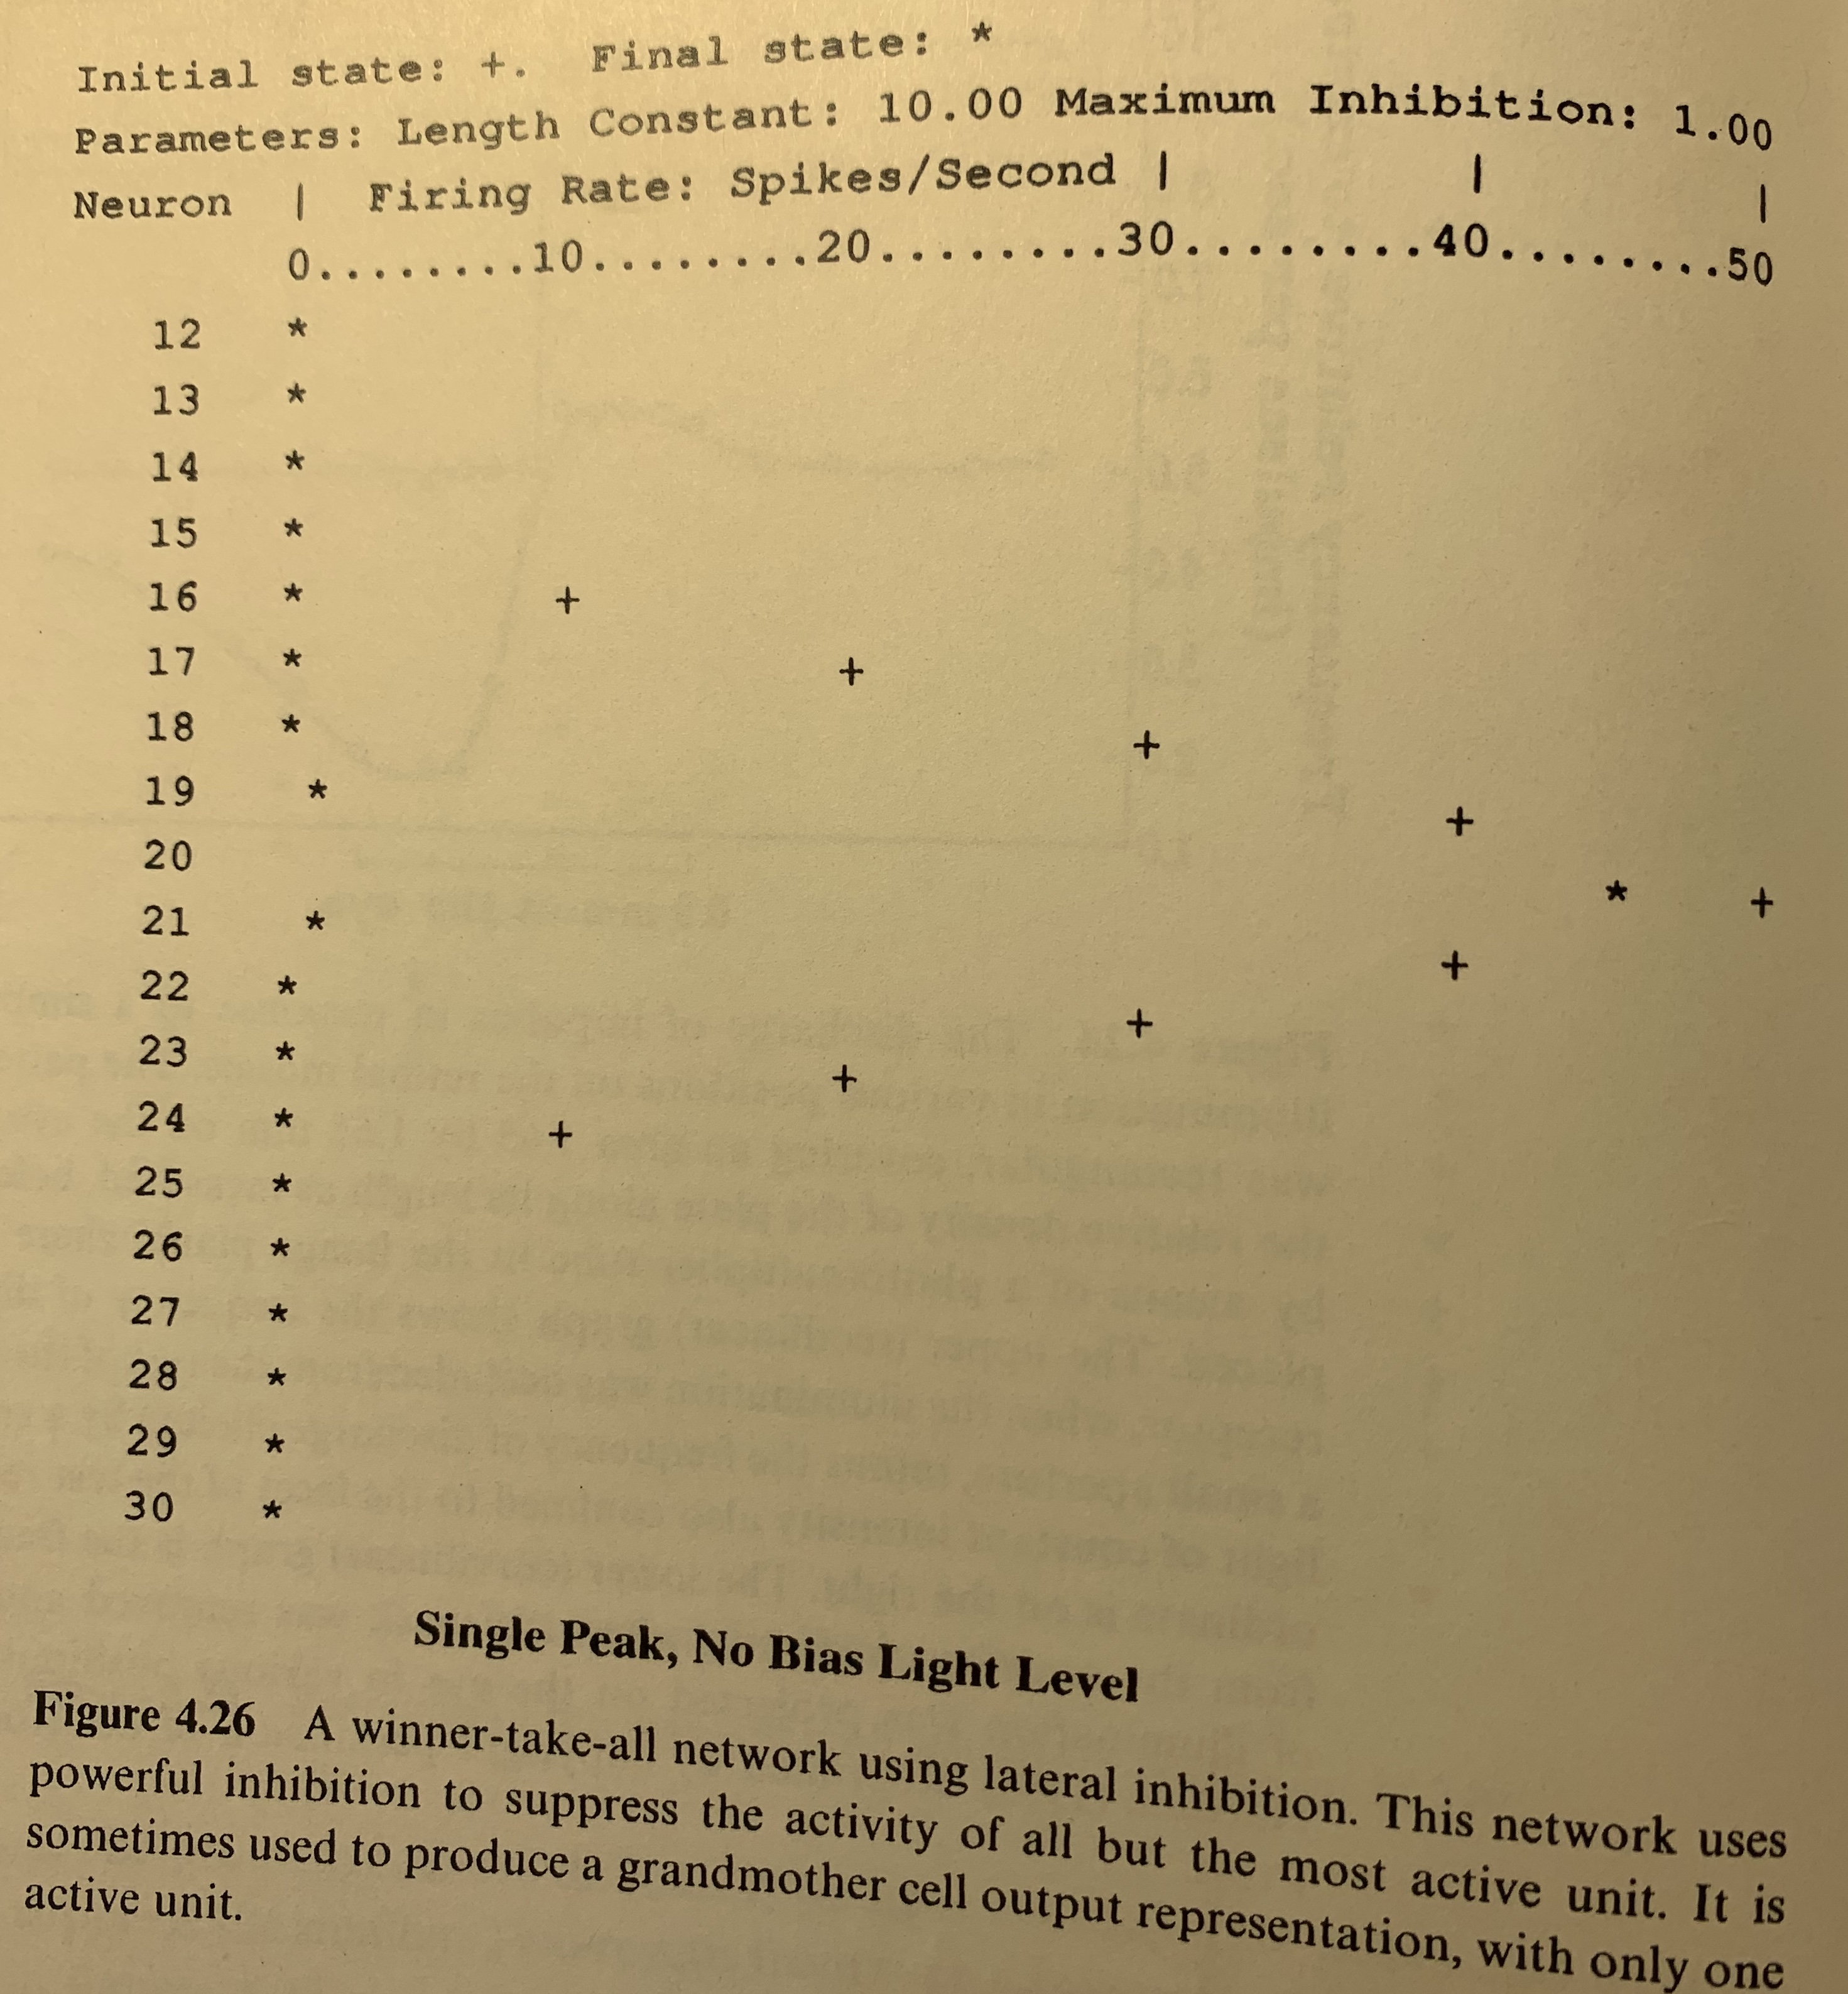 Initial state: +.  Final state: *
Parameters: Length Constant: 10.00 Maximum Inhibition: 1.00
Neuron  |  Firing Rate: Spikes/Second |         |         |
        0........10........20........30........40........50
12  *
13  *
14  *
15  *
16  *        +
17  *                  +
18  *                            +
19   *                                     +
20                                              *    +
21   *                                     +
22  *                            +
23  *                  +
24  *        +
25  *
26  *
27  *
28  *
29  *
30  *
Single Peak, No Bias Light Level
Figure 4.26  A winner-take-all network using lateral inhibition. This network uses
powerful inhibition to suppress the activity of all but the most active unit. It is
sometimes used to produce a grandmother cell output representation, with only one
active unit.